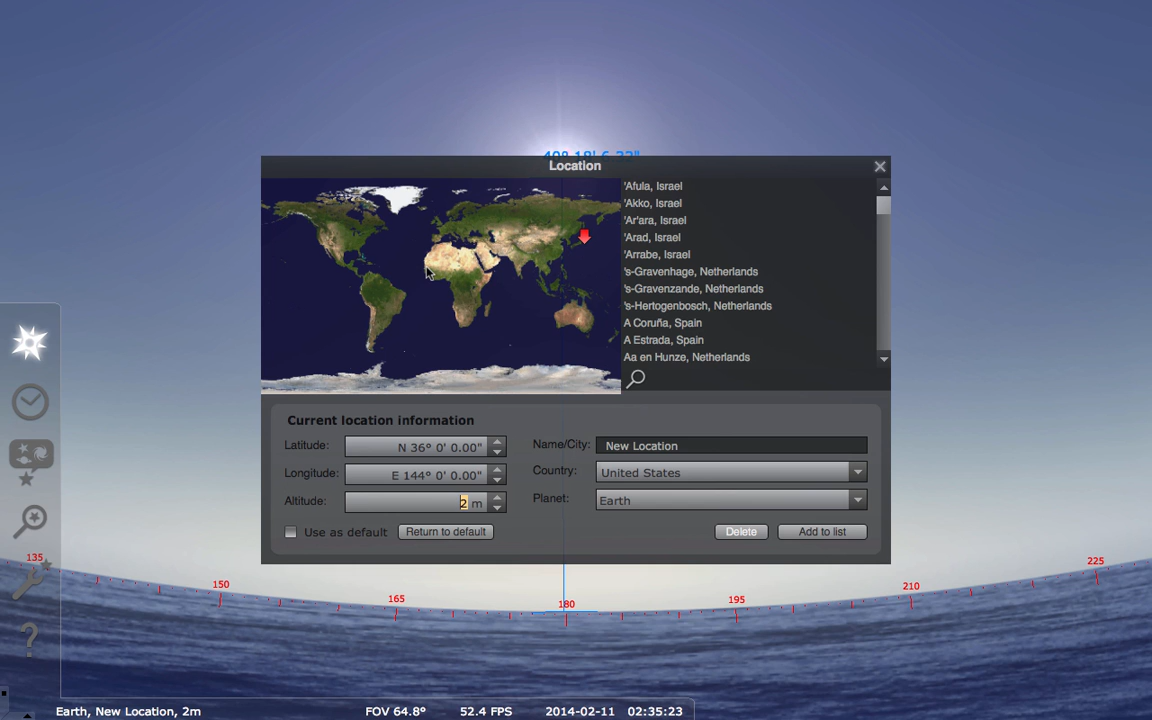 40° 18' 6.32"
Location
'Afula, Israel
'Akko, Israel
'Ar'ara, Israel
'Arad, Israel
'Arrabe, Israel
's-Gravenhage, Netherlands
's-Gravenzande, Netherlands
's-Hertogenbosch, Netherlands
A Coruña, Spain
A Estrada, Spain
Aa en Hunze, Netherlands
Current location information
Latitude: N 36° 0' 0.00"
Longitude: E 144° 0' 0.00"
Altitude: 2 m
Name/City: New Location
Country: United States
Planet: Earth
Use as default
Return to default
Delete
Add to list
135
150
165
180
195
210
225
?
Earth, New Location, 2m
FOV 64.8°
52.4 FPS
2014-02-11 02:35:23